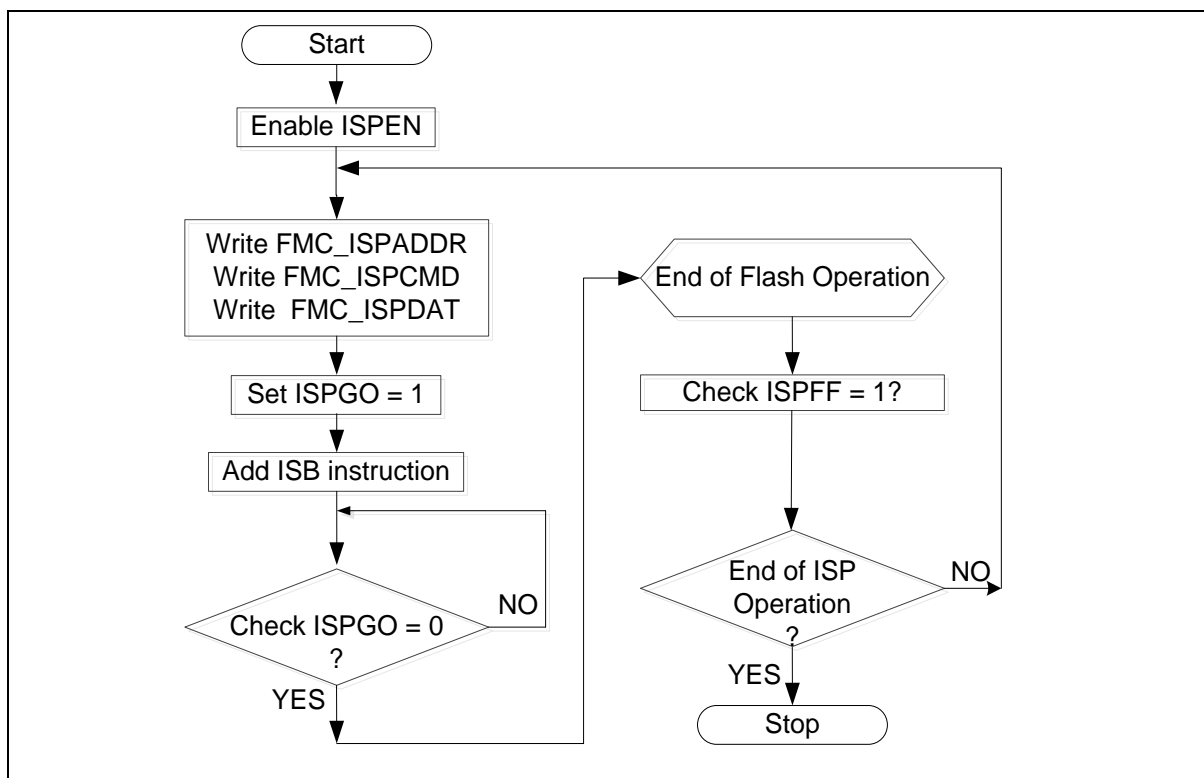 Start
Enable ISPEN
Write FMC_ISPADDR
Write FMC_ISPCMD
Write FMC_ISPDAT
Set ISPGO = 1
Add ISB instruction
Check ISPGO = 0
?
NO
YES
End of Flash Operation
Check ISPFF = 1?
End of ISP
Operation
?
NO
YES
Stop